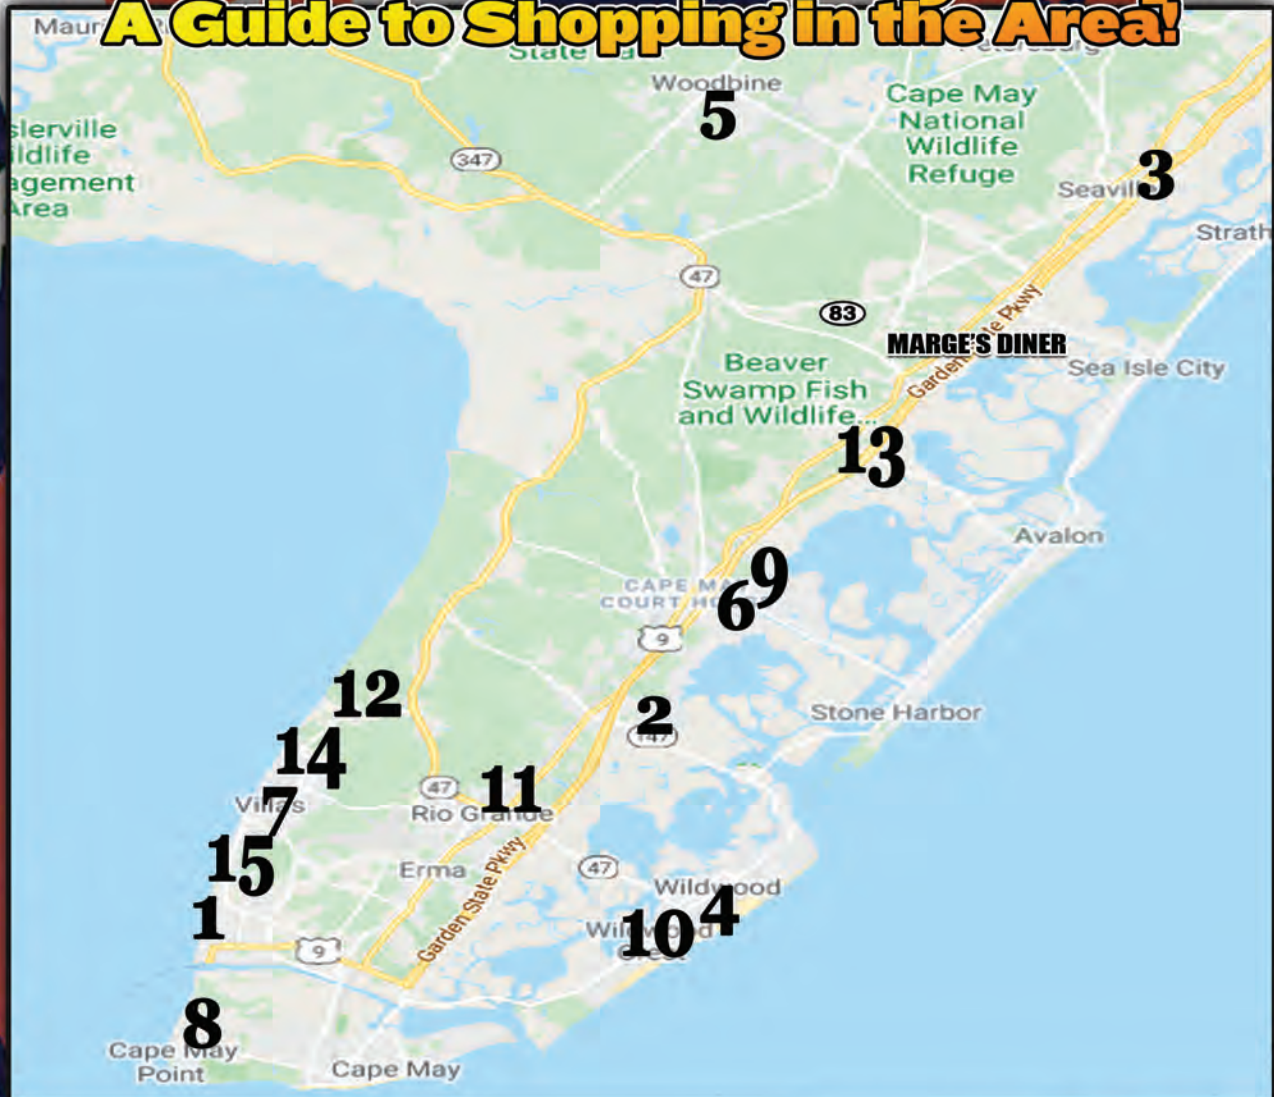 A Guide to Shopping in the Area!
Woodbine
5
Cape May
National
Wildlife
Refuge
347
3
47
83
MARGE'S DINER
Garden State Pkwy
Sea Isle City
Beaver
Swamp Fish
and Wildlife...
13
Avalon
9
6
9
12
2
Stone Harbor
14
47
11
Rio Grande
Villas
7
15
Erma
47
Wildwood
4
1
10
Garden State Pkwy
9
8
Cape May
Point
Cape May